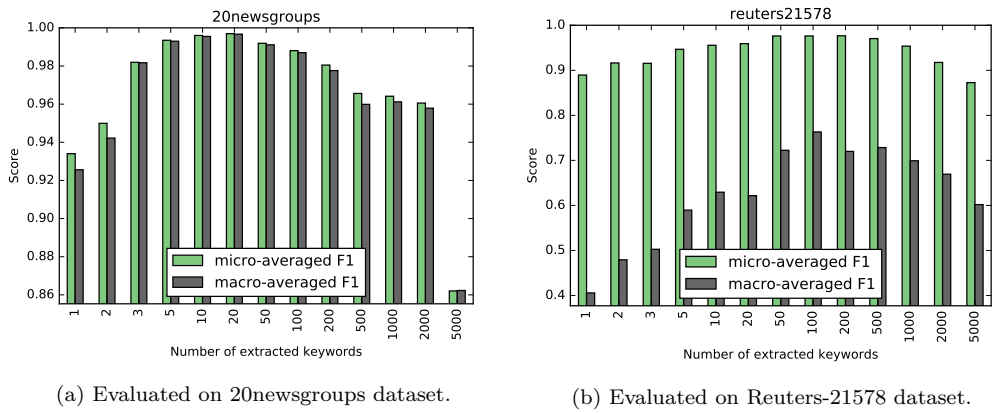 20newsgroups
1.00
0.98
0.96
0.94
0.92
0.90
0.88
0.86
Score
micro-averaged F1
macro-averaged F1
1 2 3 5 10 20 50 100 200 500 1000 2000 5000
Number of extracted keywords
(a) Evaluated on 20newsgroups dataset.
reuters21578
1.0
0.9
0.8
0.7
0.6
0.5
0.4
Score
micro-averaged F1
macro-averaged F1
1 2 3 5 10 20 50 100 200 500 1000 2000 5000
Number of extracted keywords
(b) Evaluated on Reuters-21578 dataset.